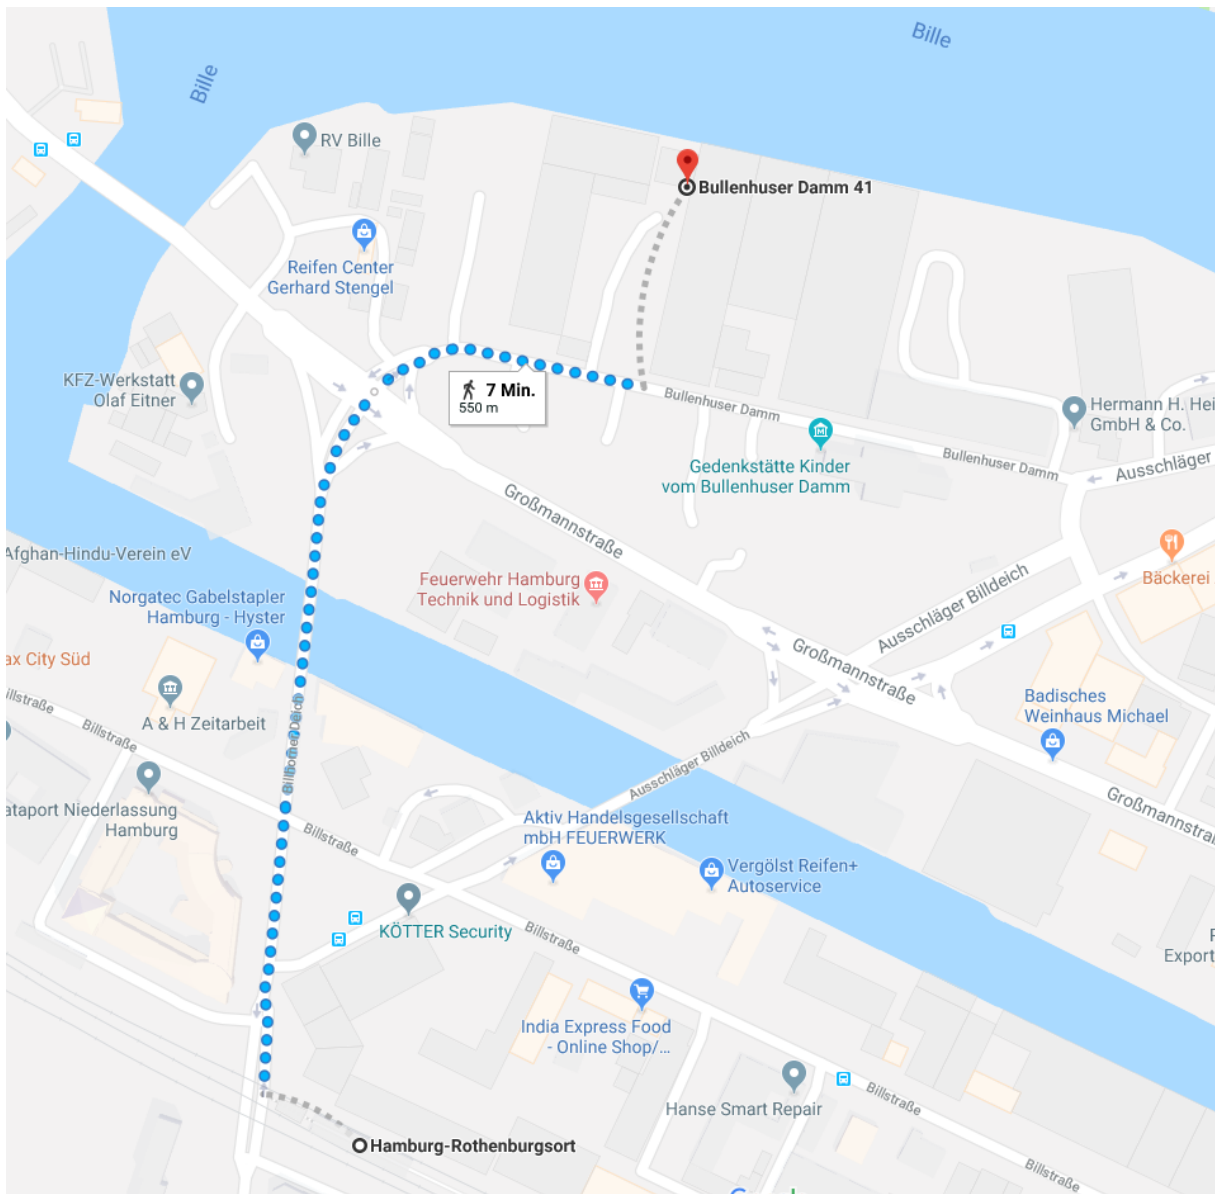 Bille
Bille
RV Bille
Bullenhuser Damm 41
Reifen Center
Gerhard Stengel
KFZ-Werkstatt
Olaf Eitner
7 Min.
550 m
Bullenhuser Damm
Hermann H. Hei
GmbH & Co.
Gedenkstätte Kinder
vom Bullenhuser Damm
Bullenhuser Damm
Ausschläger
Großmannstraße
Afghan-Hindu-Verein eV
Feuerwehr Hamburg
Technik und Logistik
Bäckerei
Norgatec Gabelstapler
Hamburg - Hyster
Ausschläger Billdeich
Großmannstraße
ax City Süd
illstraße
A & H Zeitarbeit
Billstraße
Billhorner Deich
Badisches
Weinhaus Michael
Ausschläger Billdeich
ataport Niederlassung
Hamburg
Billstraße
Aktiv Handelsgesellschaft
mbH FEUERWERK
Großmannstra
Vergölst Reifen+
Autoservice
KÖTTER Security
Billstraße
Export
India Express Food
- Online Shop/...
Hanse Smart Repair
Billstraße
Hamburg-Rothenburgsort
Billstraße